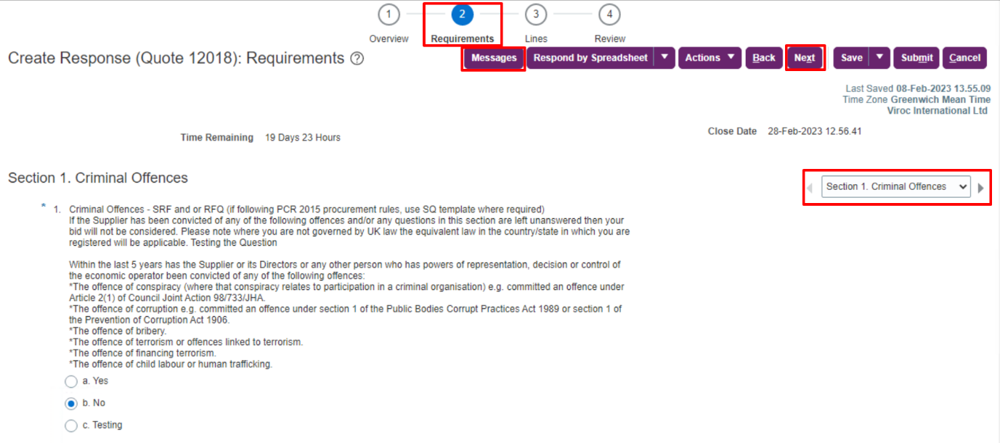 1 2 3 4
Overview Requirements Lines Review
Create Response (Quote 12018): Requirements ?
Messages Respond by Spreadsheet Actions Back Next Save Submit Cancel
Last Saved 08-Feb-2023 13.55.09
Time Zone Greenwich Mean Time
Viroc International Ltd
Time Remaining 19 Days 23 Hours
Close Date 28-Feb-2023 12.56.41
Section 1. Criminal Offences
Section 1. Criminal Offences
* 1. Criminal Offences - SRF and or RFQ (if following PCR 2015 procurement rules, use SQ template where required)
If the Supplier has been convicted of any of the following offences and/or any questions in this section are left unanswered then your
bid will not be considered. Please note where you are not governed by UK law the equivalent law in the country/state in which you are
registered will be applicable. Testing the Question
Within the last 5 years has the Supplier or its Directors or any other person who has powers of representation, decision or control of
the economic operator been convicted of any of the following offences:
*The offence of conspiracy (where that conspiracy relates to participation in a criminal organisation) e.g. committed an offence under
Article 2(1) of Council Joint Action 98/733/JHA.
*The offence of corruption e.g. committed an offence under section 1 of the Public Bodies Corrupt Practices Act 1989 or section 1 of
the Prevention of Corruption Act 1906.
*The offence of bribery.
*The offence of terrorism or offences linked to terrorism.
*The offence of financing terrorism.
*The offence of child labour or human trafficking.
a. Yes
b. No
c. Testing